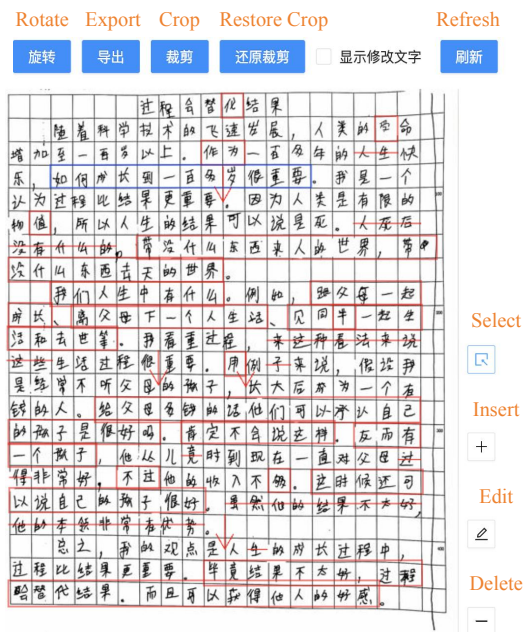 Rotate Export Crop Restore Crop Refresh
旋转 导出 裁剪 还原裁剪 显示修改文字 刷新
过程会替代结果
随着科学技术的飞速发展，人类的命
增加至一百岁以上。作为一百多年的人生快
乐，如何成长到一百多岁很重要。我是一个
认为过程比结果更重要。因为人类是有限的
物值，所以人生的结果可以说是死。人死后
没有什么的，带没什么东西来人的世界，带
没什么东西去天的世界。
我们人生中有什么。例如，跟父母一起
成长、离父母下一个人生活、见同半一起生
活和去世等。我看重过程，来这种看法来说
这些生活过程很重要。用例子来说，假设我
是经常不听父母的孩子，长大后成为一个有
钱的人。给父母多钱的话他们可以承认自己
的孩子是很好吗。肯定不会说这样。反而有
一个孩子，他从儿竟时到现在一直对父母过
得非常好。不过他的收入不够。这时候还可
以说自己的孩子很好。虽然他的结果不太好，
他的本领非常有优势。
总之，我的观点是人生的成长过程中，
过程比结果更重要。毕竟结果不太好，过程
会替代结果。而且可以获得他人的好感。
Select
Insert
Edit
Delete